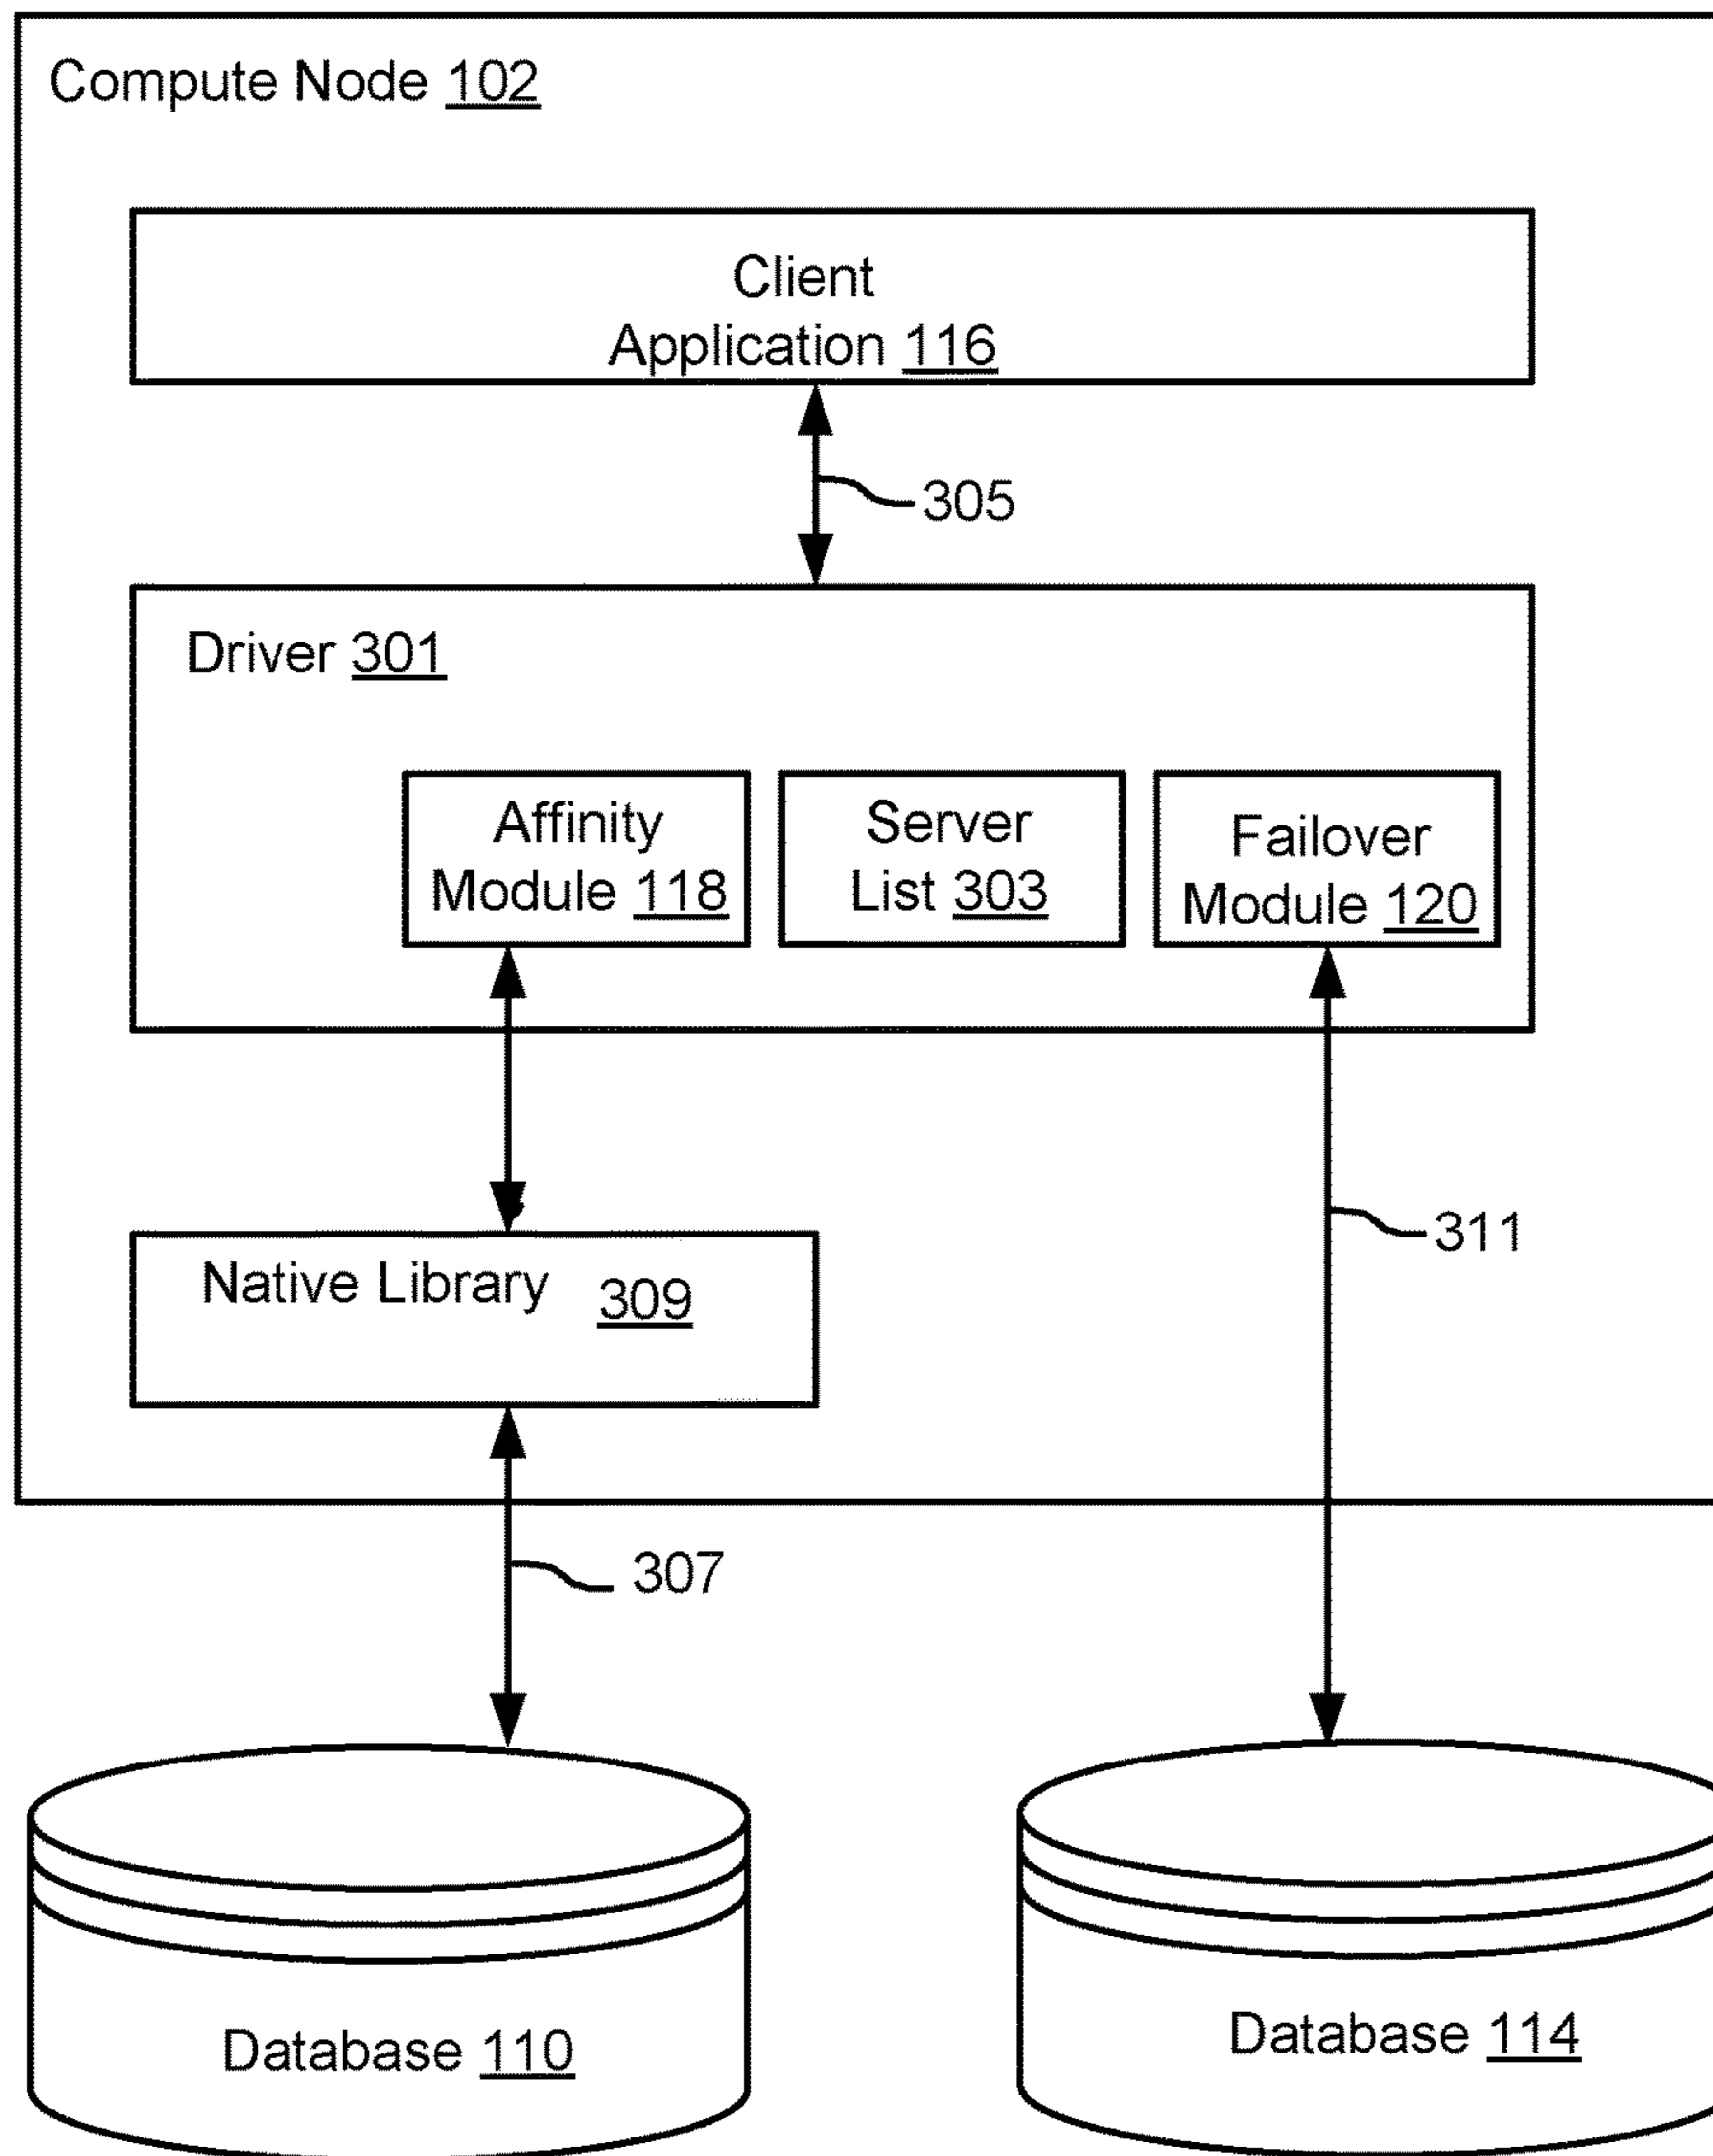 Compute Node 102
Client
Application 116
305
Driver 301
Affinity
Module 118
Server
List 303
Failover
Module 120
311
Native Library 309
307
Database 110
Database 114